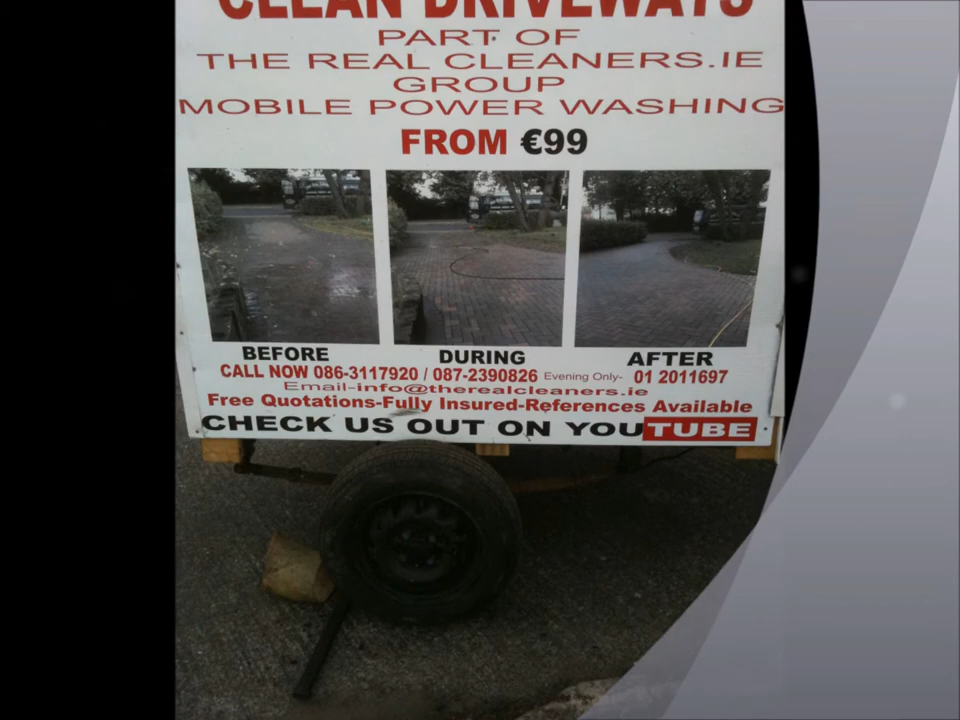 CLEAN DRIVEWAYS
PART OF
THE REAL CLEANERS.IE
GROUP
MOBILE POWER WASHING
FROM €99
BEFORE DURING AFTER
CALL NOW 086-3117920 / 087-2390826 Evening Only- 01 2011697
Email-info@therealcleaners.ie
Free Quotations-Fully Insured-References Available
CHECK US OUT ON YOUTUBE